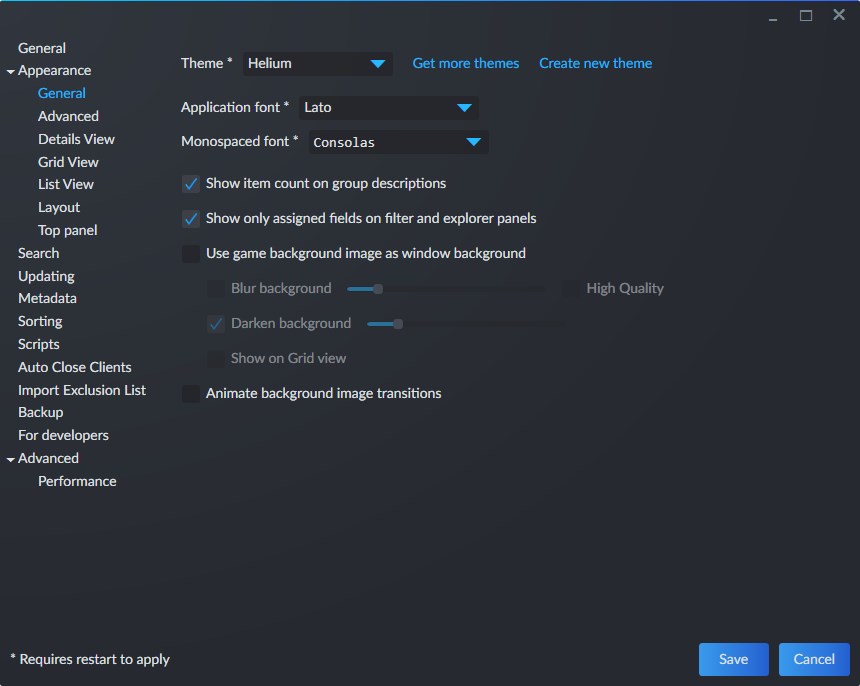 General
Appearance
General
Advanced
Details View
Grid View
List View
Layout
Top panel
Search
Updating
Metadata
Sorting
Scripts
Auto Close Clients
Import Exclusion List
Backup
For developers
Advanced
Performance
Theme * Helium Get more themes Create new theme
Application font * Lato
Monospaced font * Consolas
Show item count on group descriptions
Show only assigned fields on filter and explorer panels
Use game background image as window background
Blur background High Quality
Darken background
Show on Grid view
Animate background image transitions
* Requires restart to apply Save Cancel